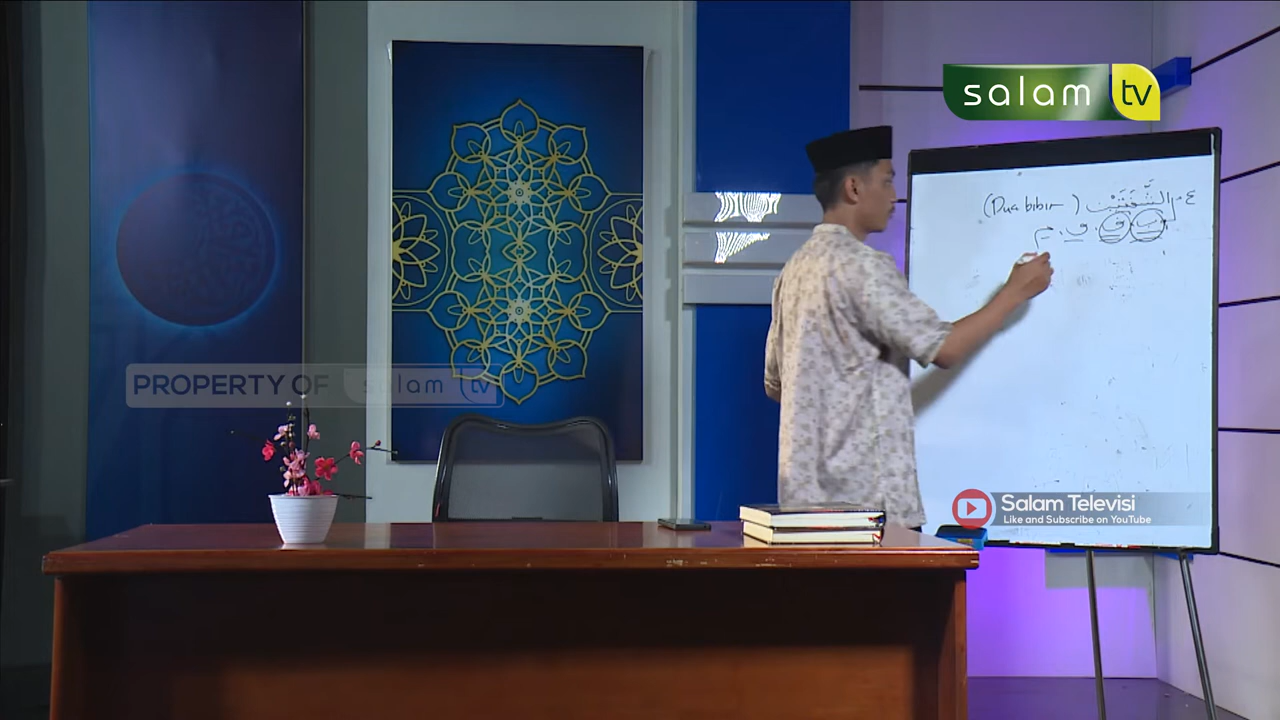 salam tv
٤. الشَّفَتَيْن (Dua bibir)
ف . و . م
PROPERTY OF salam tv
Salam Televisi
Like and Subscribe on YouTube